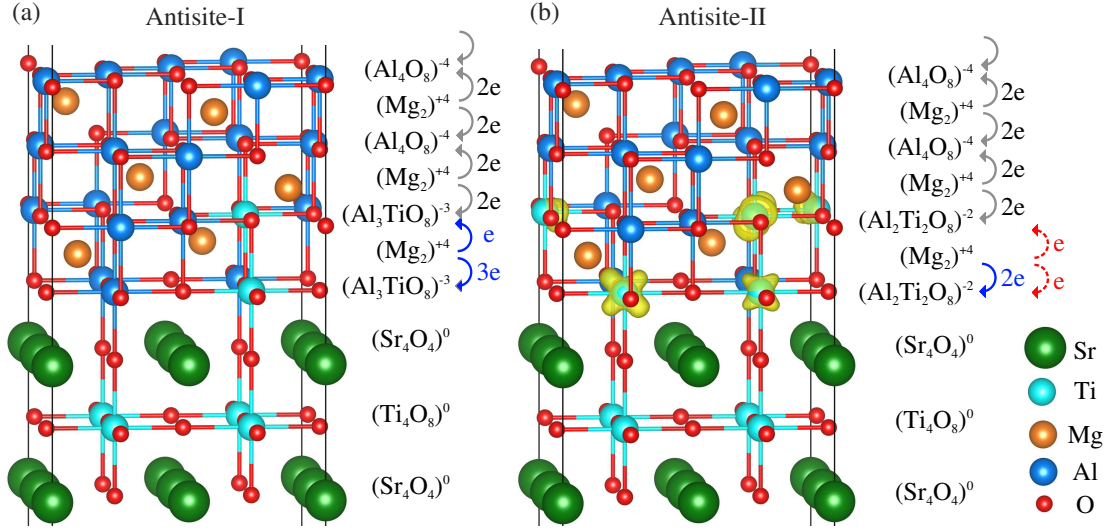 (a) Antisite-I
(Al₄O₈)⁻⁴
2e
(Mg₂)⁺⁴
2e
(Al₄O₈)⁻⁴
2e
(Mg₂)⁺⁴
2e
(Al₃TiO₈)⁻³
e
(Mg₂)⁺⁴
3e
(Al₃TiO₈)⁻³
(Sr₄O₄)⁰
(Ti₄O₈)⁰
(Sr₄O₄)⁰
(b) Antisite-II
(Al₄O₈)⁻⁴
2e
(Mg₂)⁺⁴
2e
(Al₄O₈)⁻⁴
2e
(Mg₂)⁺⁴
2e
(Al₂Ti₂O₈)⁻²
e
(Mg₂)⁺⁴
2e e
(Al₂Ti₂O₈)⁻²
(Sr₄O₄)⁰
(Ti₄O₈)⁰
(Sr₄O₄)⁰
Sr
Ti
Mg
Al
O